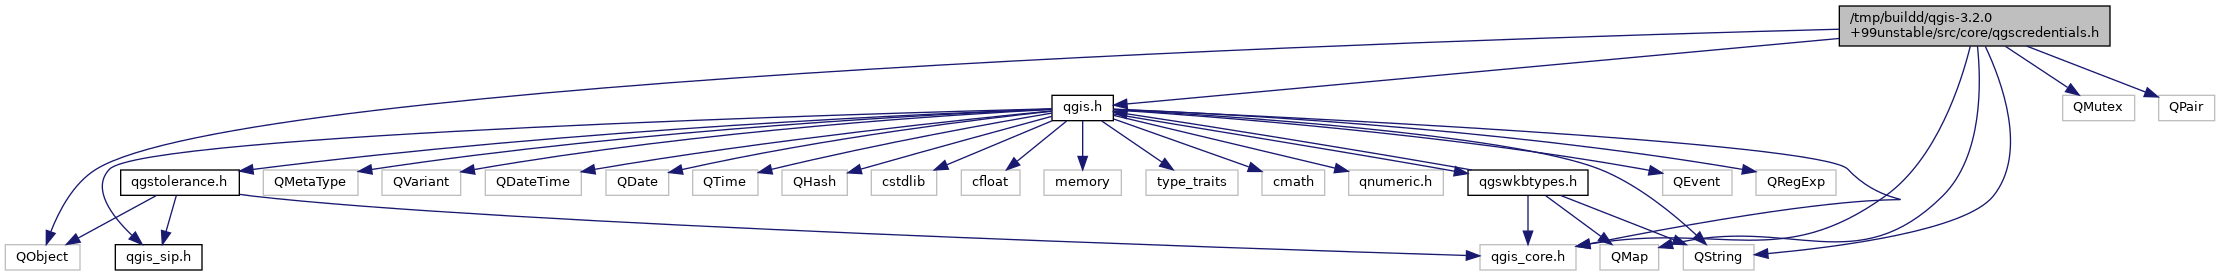 /tmp/buildd/qgis-3.2.0
+99unstable/src/core/qgscredentials.h
qgis.h
QMutex
QPair
qgstolerance.h
QMetaType
QVariant
QDateTime
QDate
QTime
QHash
cstdlib
cfloat
memory
type_traits
cmath
qnumeric.h
qgswkbtypes.h
QEvent
QRegExp
QObject
qgis_sip.h
qgis_core.h
QMap
QString